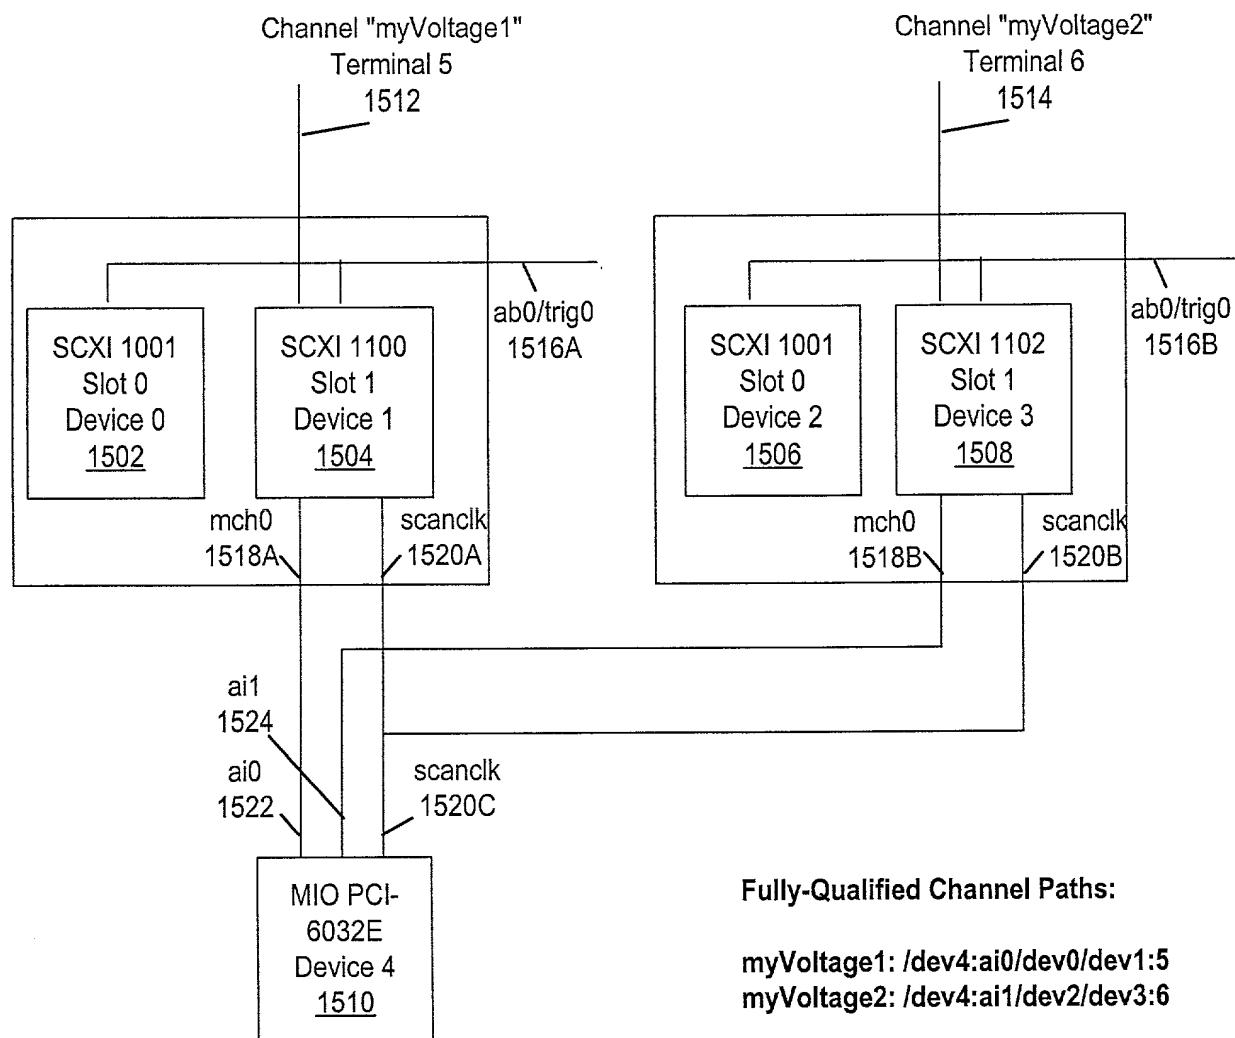 Channel "myVoltage1"
Terminal 5
1512
Channel "myVoltage2"
Terminal 6
1514
ab0/trig0
1516A
ab0/trig0
1516B
SCXI 1001
Slot 0
Device 0
1502
SCXI 1100
Slot 1
Device 1
1504
SCXI 1001
Slot 0
Device 2
1506
SCXI 1102
Slot 1
Device 3
1508
mch0
1518A
scanclk
1520A
mch0
1518B
scanclk
1520B
ai1
1524
ai0
1522
scanclk
1520C
MIO PCI-
6032E
Device 4
1510
Fully-Qualified Channel Paths:
myVoltage1: /dev4:ai0/dev0/dev1:5
myVoltage2: /dev4:ai1/dev2/dev3:6